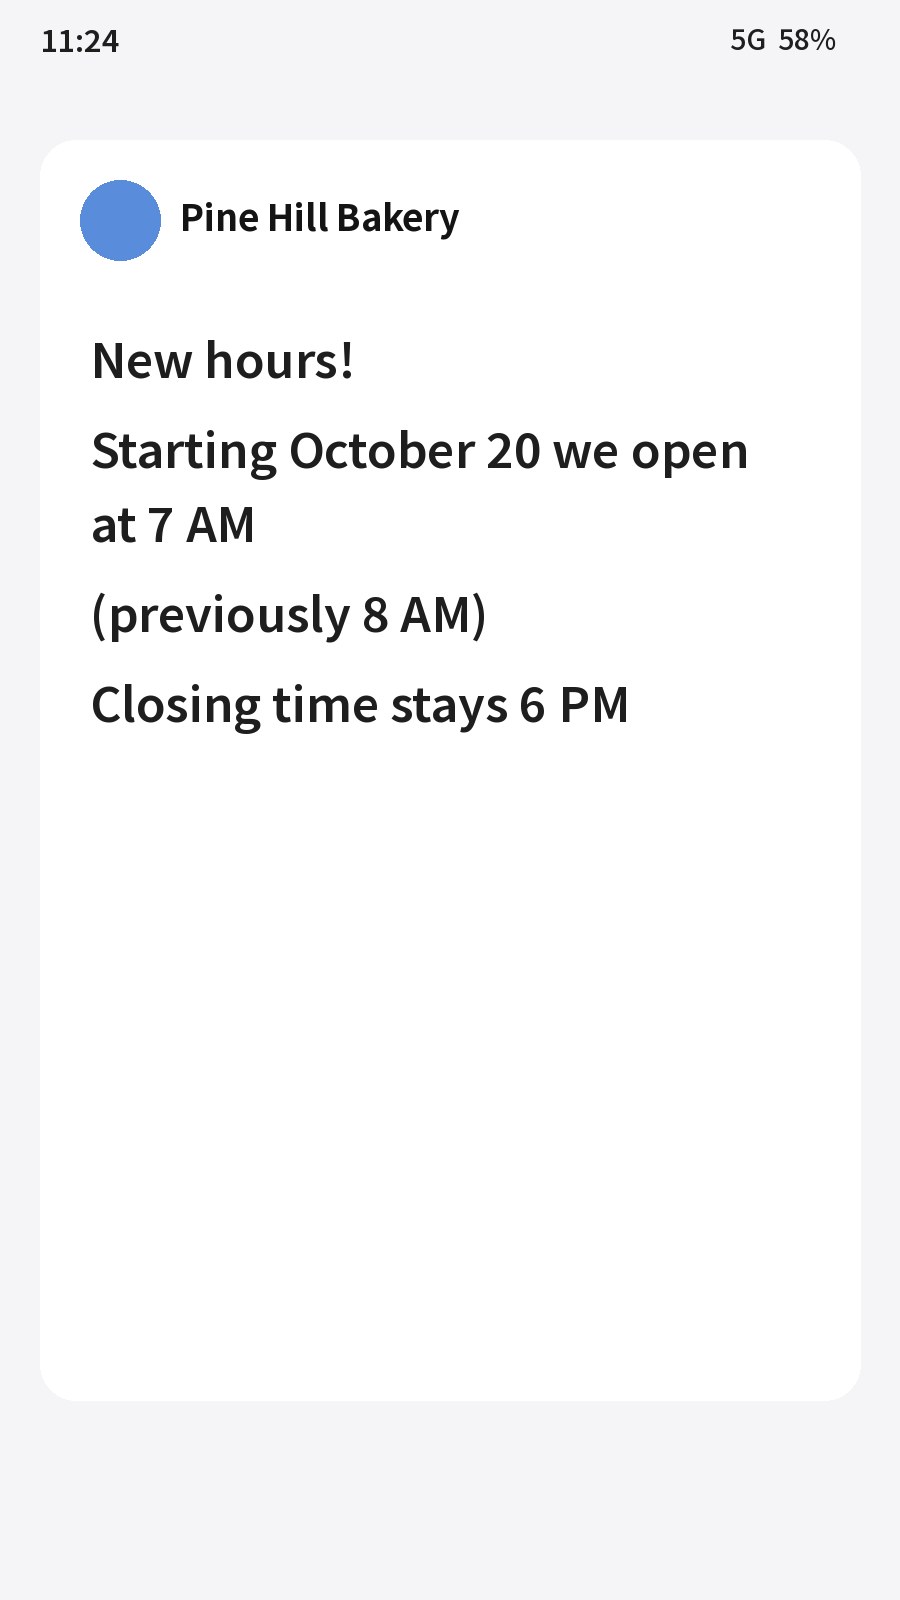 11:24
5G 58%
Pine Hill Bakery
New hours!
Starting October 20 we open
at 7 AM
(previously 8 AM)
Closing time stays 6 PM